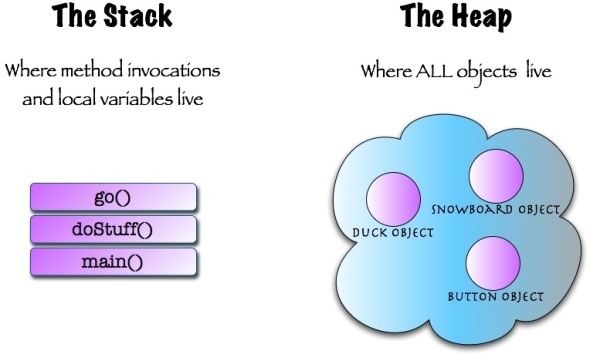 The Stack
Where method invocations
and local variables live
go()
doStuff()
main()
The Heap
Where ALL objects live
SNOWBOARD OBJECT
DUCK OBJECT
BUTTON OBJECT